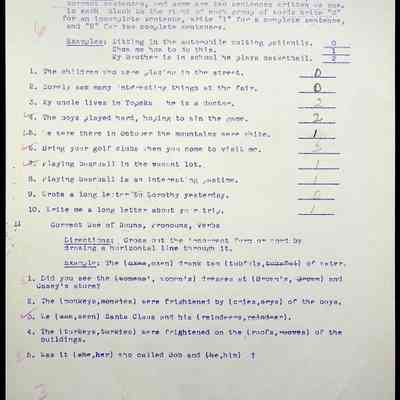 6
correct sentences, and some are two sentences written as one.
In each blank to the right of each group of words write "0"
for an incomplete sentence, write "1" for a complete sentence,
and "2" for two complete sentences.
Examples: Sitting in the automobile waiting patiently. 0
Show me how to do this. 1
My Brother is in school he plays basketball. 2
1. The children who were playing in the street. 0
2. Rarely saw many interesting things at the fair. 0
3. My uncle lives in Topeka he is a doctor. 2
4. The boys played hard, hoping to win the game. 2
5. We were there in October the mountains were white. 1
6. Bring your golf clubs when you come to visit me.
7. Playing baseball in the vacant lot. 1
8. Playing baseball is an interesting pastime. 1
9. Wrote a long letter to Dorothy yesterday. 0
10. Write me a long letter about your trip. 1
II Correct Use of Nouns, Pronouns, Verbs
Directions: Cross out the incorrect form or word by
drawing a horizontal line through it.
Example: The (oxes,oxen) drank ten (tubfuls,tubsful) of water.
1. Did you see the (womens', women's) dresses at (Brown's, Brown) and
Casey's store?
2. The (monkeys,monkies) were frightened by (cries,crys) of the boys.
3. We (saw,seen) Santa Claus and his (reindeers,reindeer).
4. The (turkeys,turkies) were frightened on the (roofs,rooves) of the
buildings.
5. Was it (she,her) who called Bob and (he,him) ?